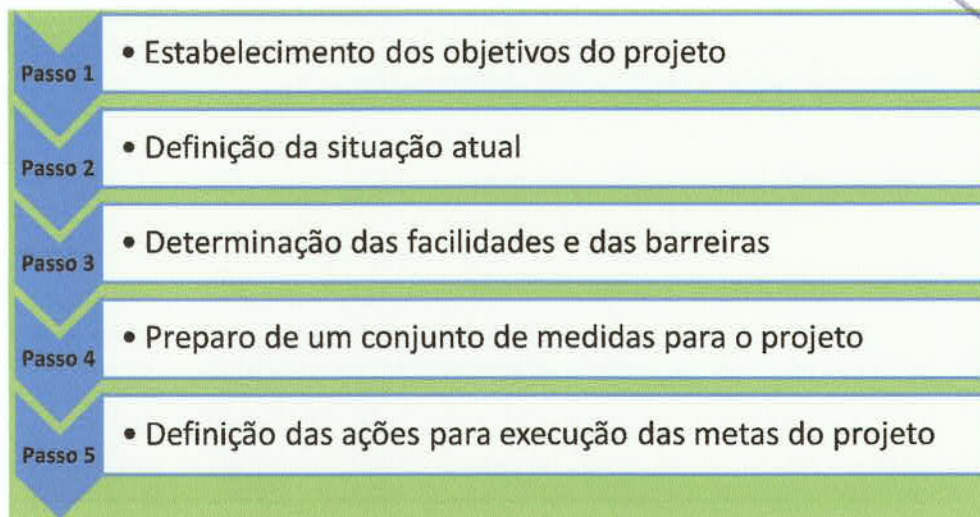 Passo 1
• Estabelecimento dos objetivos do projeto
Passo 2
• Definição da situação atual
Passo 3
• Determinação das facilidades e das barreiras
Passo 4
• Preparo de um conjunto de medidas para o projeto
Passo 5
• Definição das ações para execução das metas do projeto